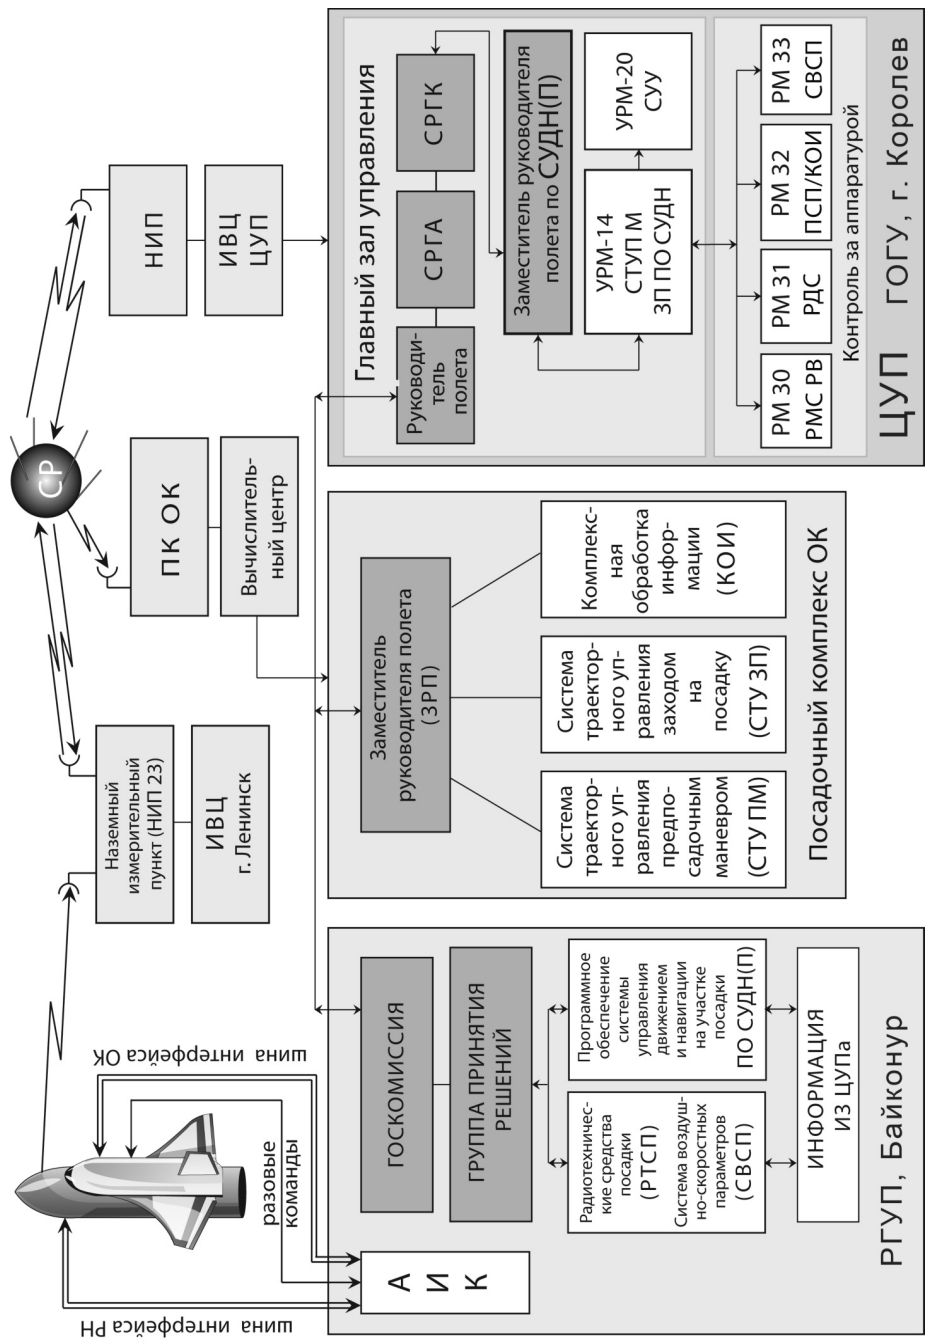 СР
шина интерфейса РН
шина интерфейса ОК
разовые
команды
Наземный
измерительный
пункт (НИП 23)
ИВЦ
г. Ленинск
ПК ОК
Вычислитель-
ный центр
НИП
ИВЦ
ЦУП
А
И
К
ГОСКОМИССИЯ
ГРУППА ПРИНЯТИЯ
РЕШЕНИЙ
Радиотехничес-
кие средства
посадки
(РТСП)
Система воздуш-
но-скоростных
параметров
(СВСП)
Программное
обеспечение
системы
управления
движением
и навигации
на участке
посадки
ПО СУДН(П)
ИНФОРМАЦИЯ
ИЗ ЦУПа
РГУП, Байконур
Заместитель
руководителя полета
(ЗРП)
Система
траектор-
ного уп-
равления
предпо-
садочным
маневром
(СТУ ПМ)
Система
траектор-
ного уп-
равления
заходом
на
посадку
(СТУ ЗП)
Комплекс-
ная
обработка
инфор-
мации
(КОИ)
Посадочный комплекс ОК
Главный зал управления
Руководи-
тель
полета
СРГА
СРГК
Заместитель руководителя
полета по СУДН(П)
УРМ-14
СТУП М
ЗП ПО СУДН
УРМ-20
СУУ
РМ 30
РМС РВ
РМ 31
РДС
РМ 32
ПСП/КОИ
РМ 33
СВСП
Контроль за аппаратурой
ЦУП ГОГУ, г. Королев